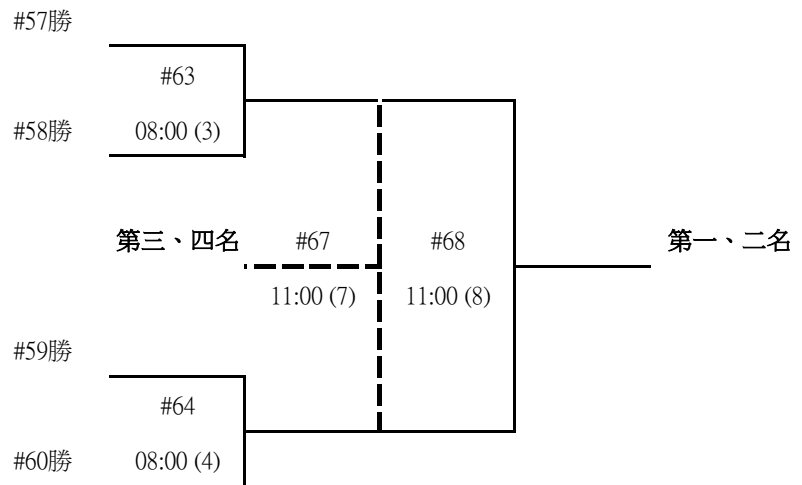 #57勝
#63
#58勝 08:00 (3)
第三、四名 #67 #68 第一、二名
11:00 (7) 11:00 (8)
#59勝
#64
#60勝 08:00 (4)